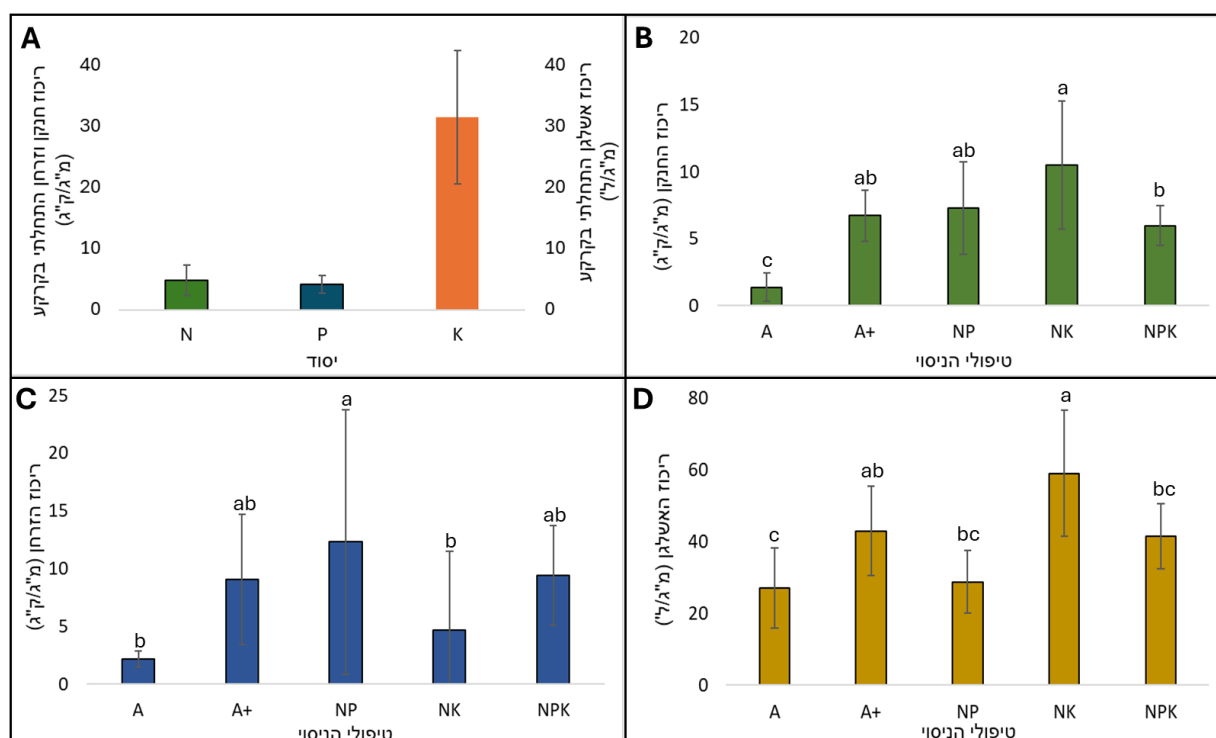 A
ריכוז חנקן וזרחן התחלתי בקרקע
(מ"ג/ק"ג)
40
30
20
10
0
ריכוז אשלגן התחלתי בקרקע
(מ"ג/ל')
40
30
20
10
0
N P K
יסוד
B
ריכוז החנקן (מ"ג/ק"ג)
20
15
10
5
0
c ab ab a b
A A+ NP NK NPK
טיפולי הניסוי
C
ריכוז הזרחן (מ"ג/ק"ג)
25
20
15
10
5
0
b ab a b ab
A A+ NP NK NPK
טיפולי הניסוי
D
ריכוז האשלגן (מ"ג/ל')
80
60
40
20
0
c ab bc a bc
A A+ NP NK NPK
טיפולי הניסוי